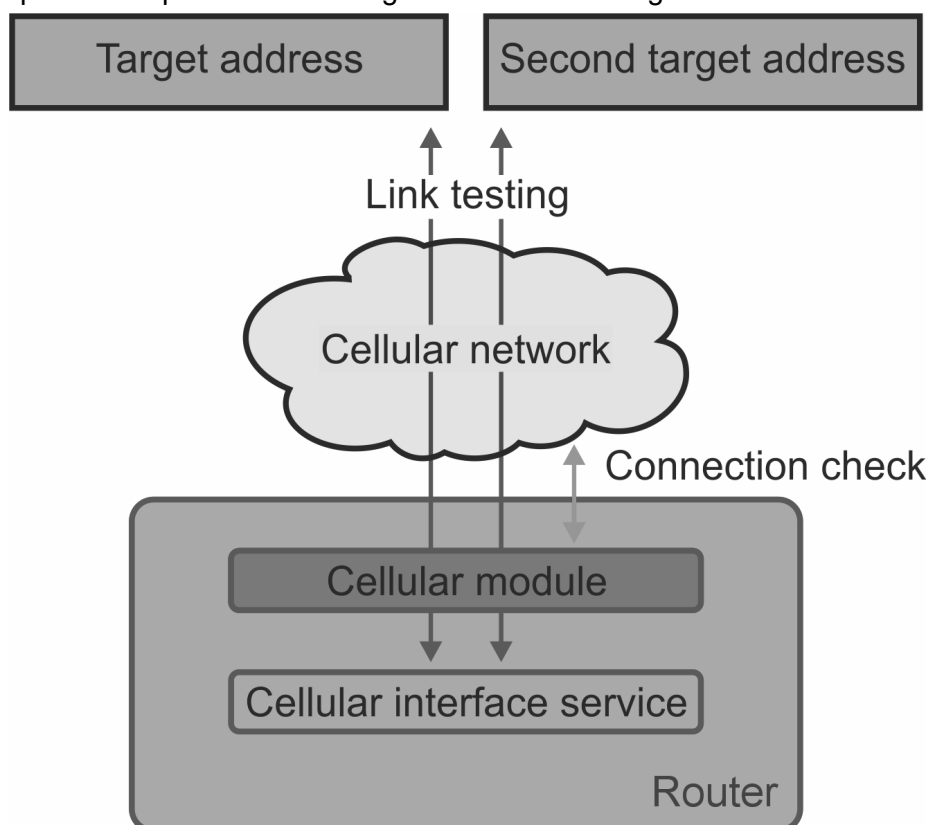 Target address
Second target address
Link testing
Cellular network
Connection check
Cellular module
Cellular interface service
Router